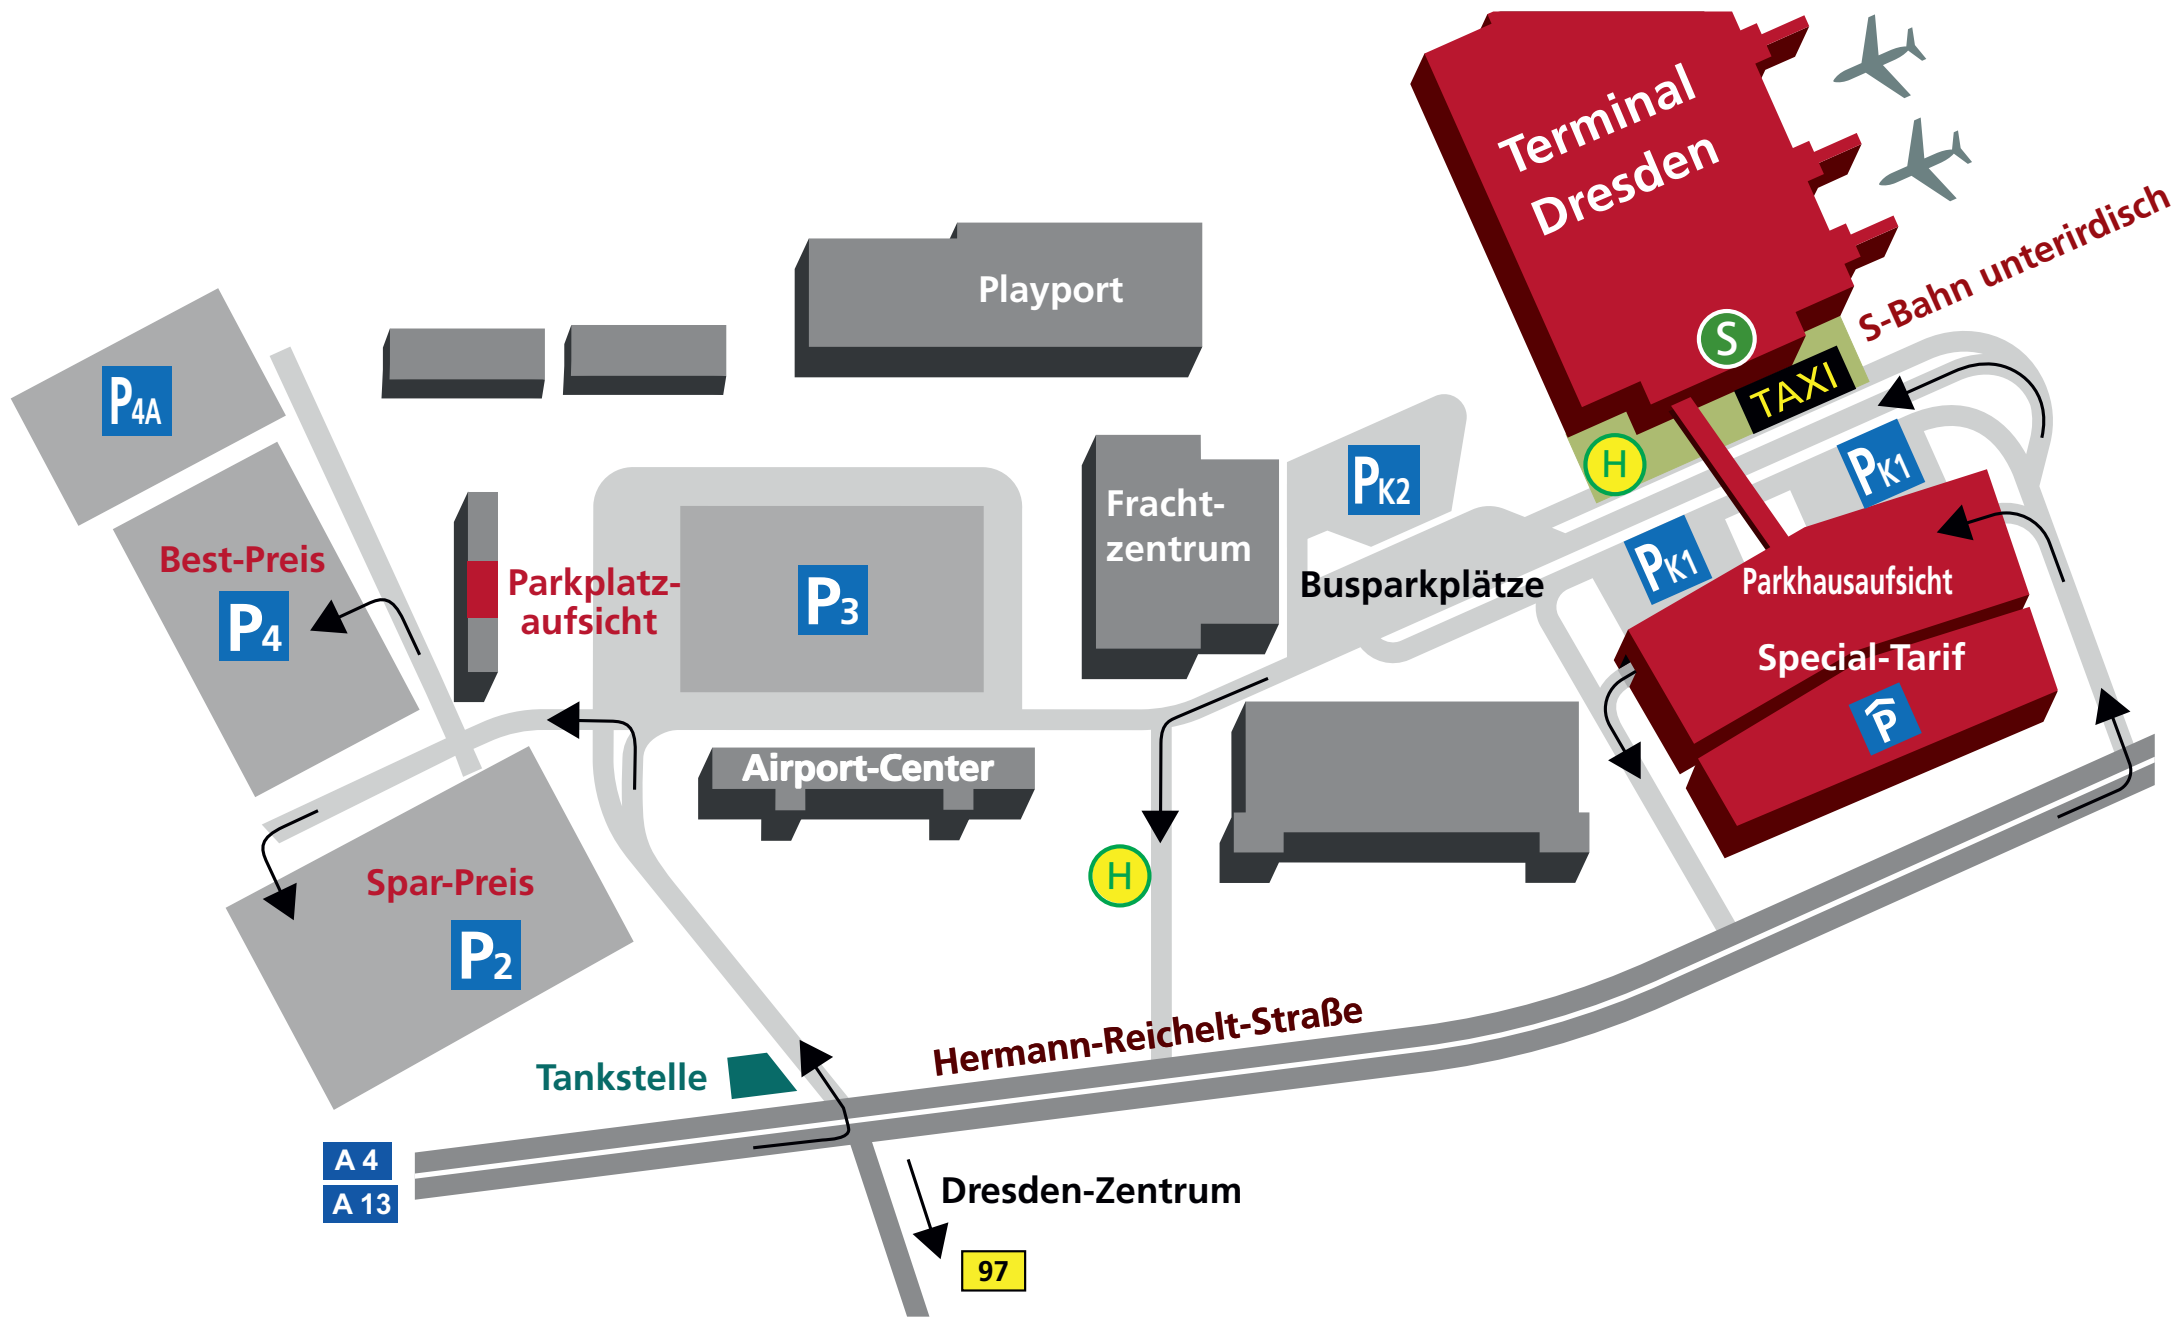 Terminal
Dresden
S-Bahn unterirdisch
S
TAXI
H
Playport
P4A
Best-Preis
P4
Parkplatz-
aufsicht
P3
Fracht-
zentrum
PK2
Busparkplätze
PK1
PK1
Parkhausaufsicht
Special-Tarif
P
Airport-Center
H
Spar-Preis
P2
Tankstelle
Hermann-Reichelt-Straße
A 4
A 13
Dresden-Zentrum
97